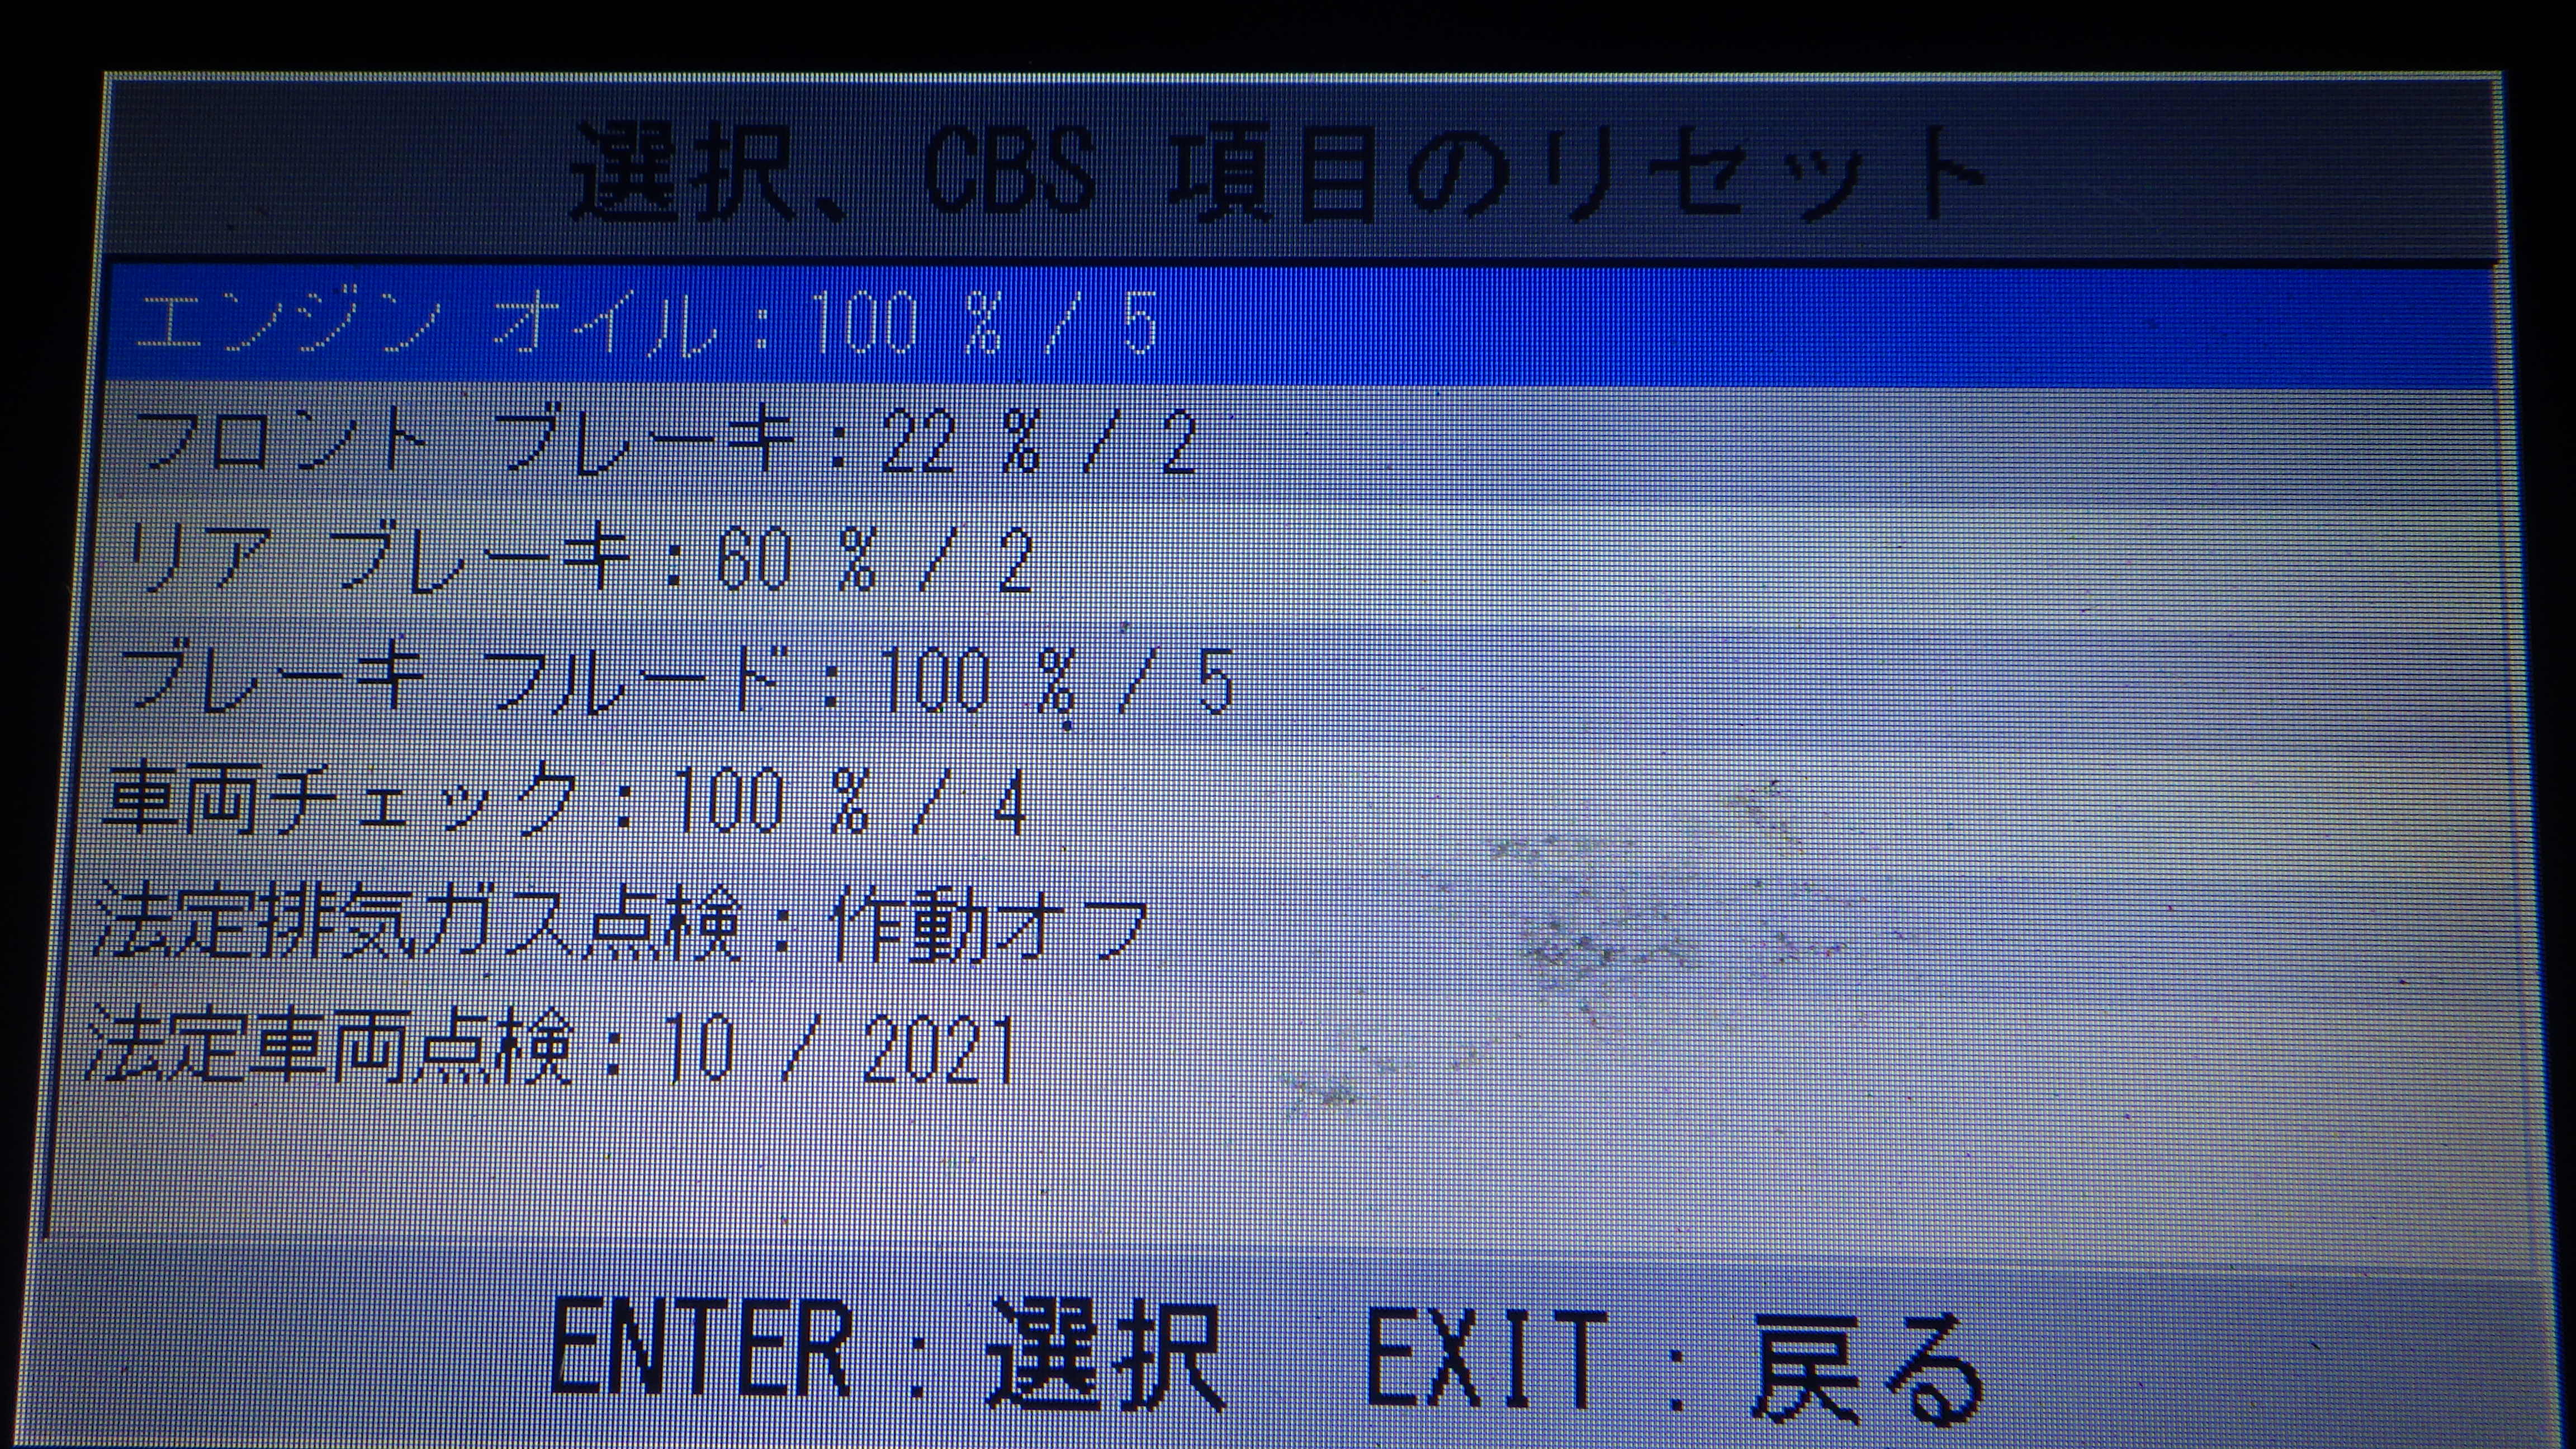 選択、CBS 項目のリセット
エンジン オイル：100 % / 5
フロント ブレーキ：22 % / 2
リア ブレーキ：60 % / 2
ブレーキ フルード：100 % / 5
車両チェック：100 % / 4
法定排気ガス点検：作動オフ
法定車両点検：10 / 2021
ENTER：選択 EXIT：戻る